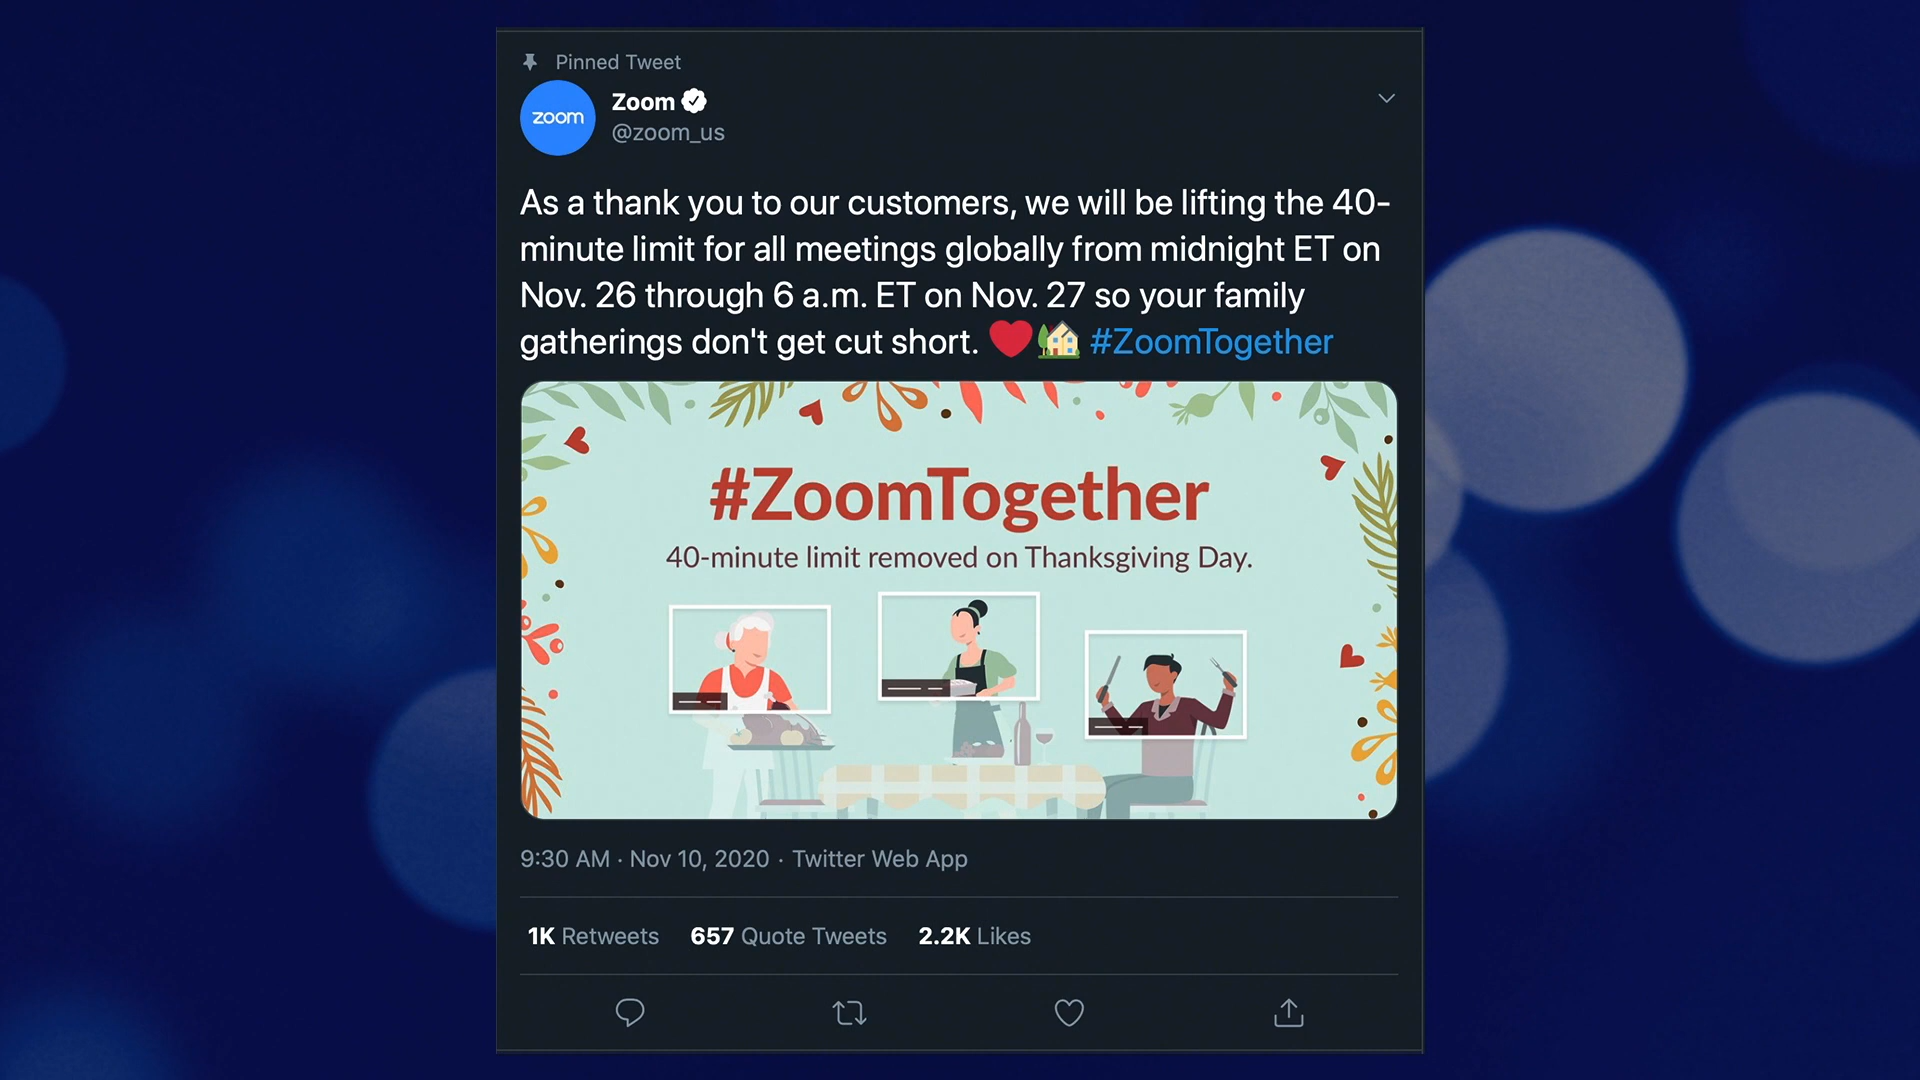 Pinned Tweet
zoom
Zoom
@zoom_us
As a thank you to our customers, we will be lifting the 40-
minute limit for all meetings globally from midnight ET on
Nov. 26 through 6 a.m. ET on Nov. 27 so your family
gatherings don't get cut short. ❤️🏡 #ZoomTogether
#ZoomTogether
40-minute limit removed on Thanksgiving Day.
9:30 AM · Nov 10, 2020 · Twitter Web App
1K Retweets 657 Quote Tweets 2.2K Likes